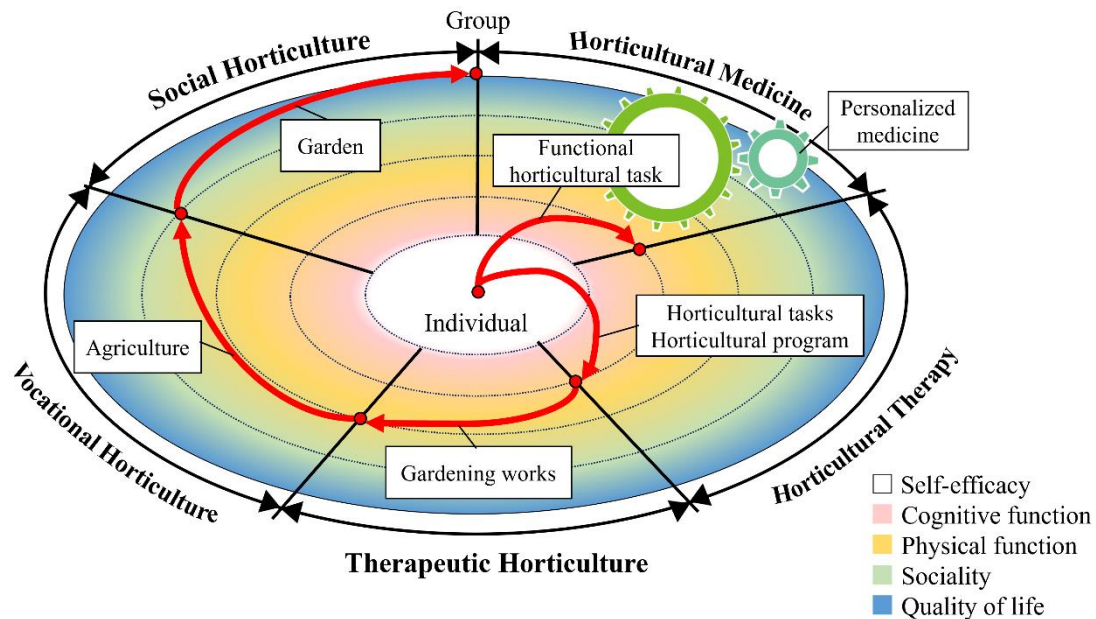 Group
Social Horticulture
Horticultural Medicine
Personalized
medicine
Garden
Functional
horticultural task
Individual
Horticultural tasks
Horticultural program
Agriculture
Gardening works
Vocational Horticulture
Horticultural Therapy
Therapeutic Horticulture
Self-efficacy
Cognitive function
Physical function
Sociality
Quality of life